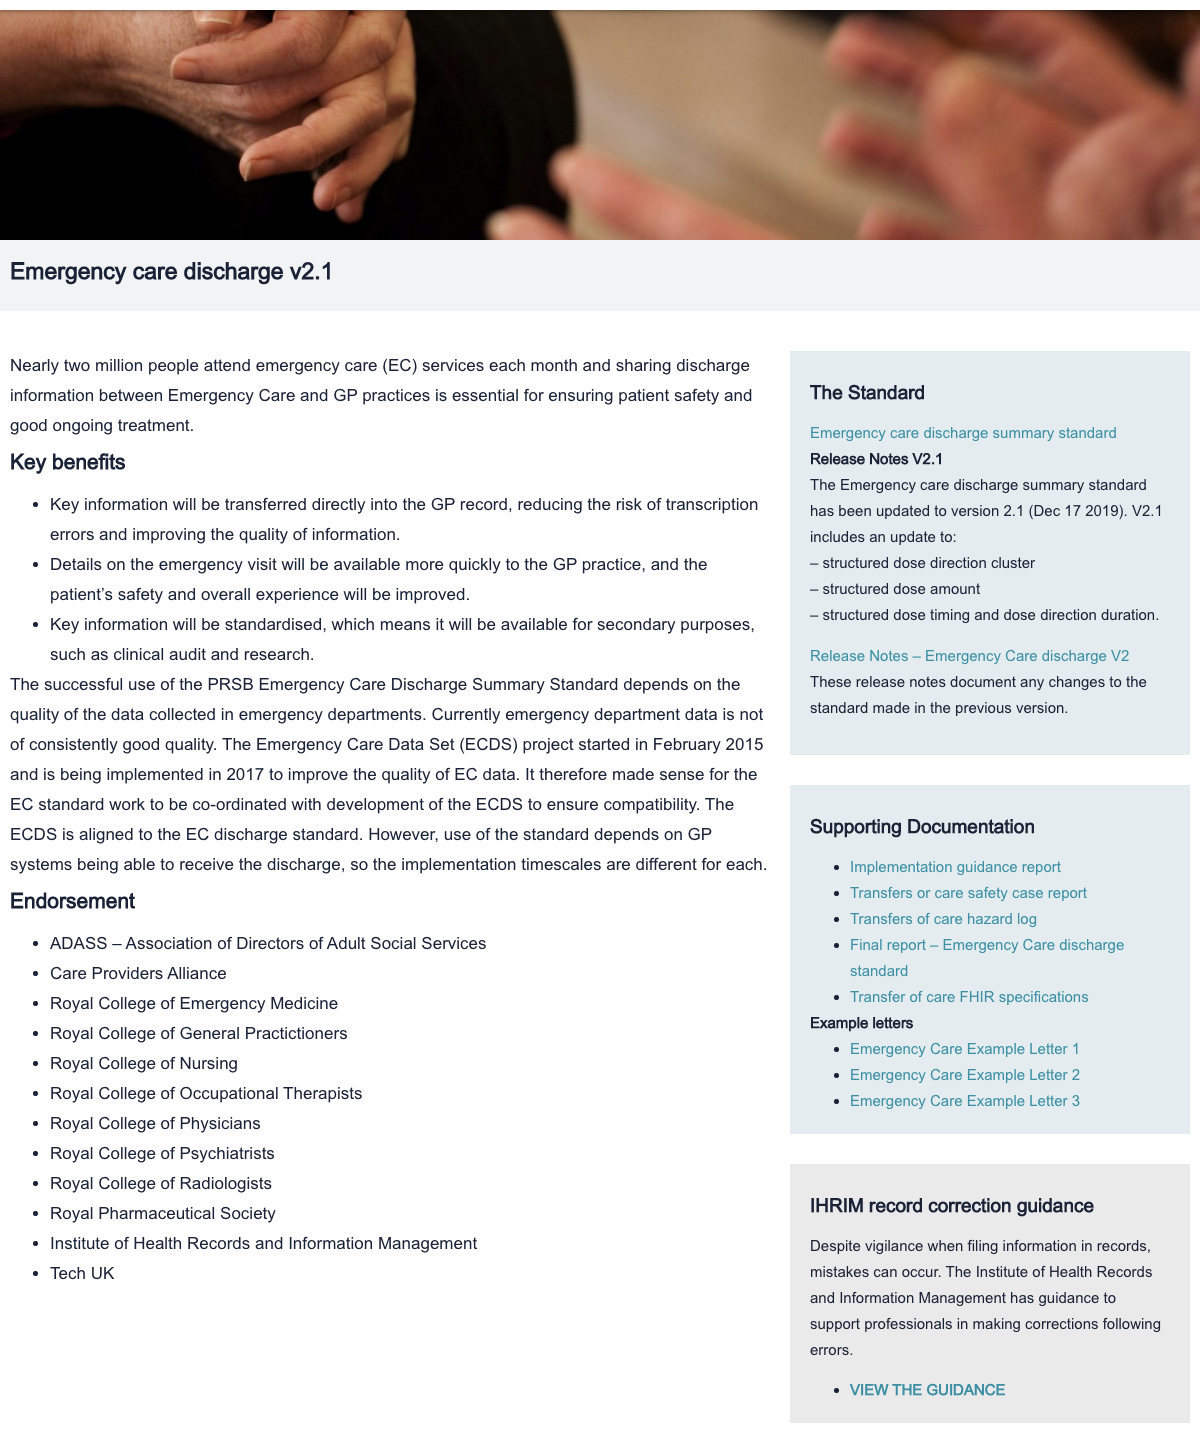 Emergency care discharge v2.1
Nearly two million people attend emergency care (EC) services each month and sharing discharge
information between Emergency Care and GP practices is essential for ensuring patient safety and
good ongoing treatment.
Key benefits
• Key information will be transferred directly into the GP record, reducing the risk of transcription
errors and improving the quality of information.
• Details on the emergency visit will be available more quickly to the GP practice, and the
patient’s safety and overall experience will be improved.
• Key information will be standardised, which means it will be available for secondary purposes,
such as clinical audit and research.
The successful use of the PRSB Emergency Care Discharge Summary Standard depends on the
quality of the data collected in emergency departments. Currently emergency department data is not
of consistently good quality. The Emergency Care Data Set (ECDS) project started in February 2015
and is being implemented in 2017 to improve the quality of EC data. It therefore made sense for the
EC standard work to be co-ordinated with development of the ECDS to ensure compatibility. The
ECDS is aligned to the EC discharge standard. However, use of the standard depends on GP
systems being able to receive the discharge, so the implementation timescales are different for each.
Endorsement
• ADASS – Association of Directors of Adult Social Services
• Care Providers Alliance
• Royal College of Emergency Medicine
• Royal College of General Practictioners
• Royal College of Nursing
• Royal College of Occupational Therapists
• Royal College of Physicians
• Royal College of Psychiatrists
• Royal College of Radiologists
• Royal Pharmaceutical Society
• Institute of Health Records and Information Management
• Tech UK
The Standard
Emergency care discharge summary standard
Release Notes V2.1
The Emergency care discharge summary standard
has been updated to version 2.1 (Dec 17 2019). V2.1
includes an update to:
– structured dose direction cluster
– structured dose amount
– structured dose timing and dose direction duration.
Release Notes – Emergency Care discharge V2
These release notes document any changes to the
standard made in the previous version.
Supporting Documentation
• Implementation guidance report
• Transfers or care safety case report
• Transfers of care hazard log
• Final report – Emergency Care discharge
standard
• Transfer of care FHIR specifications
Example letters
• Emergency Care Example Letter 1
• Emergency Care Example Letter 2
• Emergency Care Example Letter 3
IHRIM record correction guidance
Despite vigilance when filing information in records,
mistakes can occur. The Institute of Health Records
and Information Management has guidance to
support professionals in making corrections following
errors.
• VIEW THE GUIDANCE